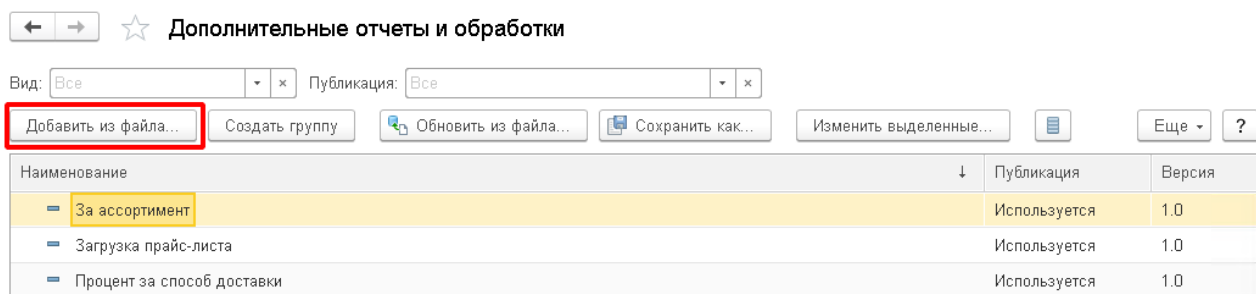 Дополнительные отчеты и обработки
Вид: Все Публикация: Все
Добавить из файла... Создать группу Обновить из файла... Сохранить как... Изменить выделенные... Еще ?
Наименование ↓ Публикация Версия
За ассортимент Используется 1.0
Загрузка прайс-листа Используется 1.0
Процент за способ доставки Используется 1.0